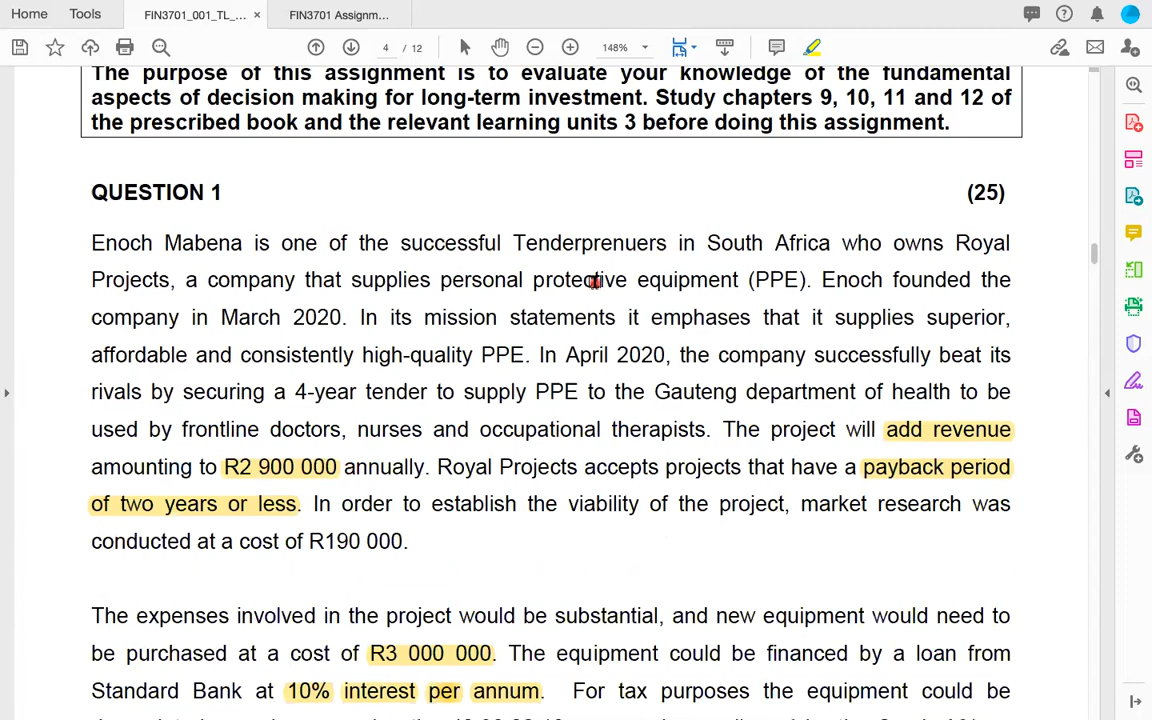 Home Tools FIN3701_001_TL_... × FIN3701 Assignm...
4 / 12 148%
The purpose of this assignment is to evaluate your knowledge of the fundamental
aspects of decision making for long-term investment. Study chapters 9, 10, 11 and 12 of
the prescribed book and the relevant learning units 3 before doing this assignment.
QUESTION 1 (25)
Enoch Mabena is one of the successful Tenderprenuers in South Africa who owns Royal
Projects, a company that supplies personal protective equipment (PPE). Enoch founded the
company in March 2020. In its mission statements it emphases that it supplies superior,
affordable and consistently high-quality PPE. In April 2020, the company successfully beat its
rivals by securing a 4-year tender to supply PPE to the Gauteng department of health to be
used by frontline doctors, nurses and occupational therapists. The project will add revenue
amounting to R2 900 000 annually. Royal Projects accepts projects that have a payback period
of two years or less. In order to establish the viability of the project, market research was
conducted at a cost of R190 000.
The expenses involved in the project would be substantial, and new equipment would need to
be purchased at a cost of R3 000 000. The equipment could be financed by a loan from
Standard Bank at 10% interest per annum. For tax purposes the equipment could be